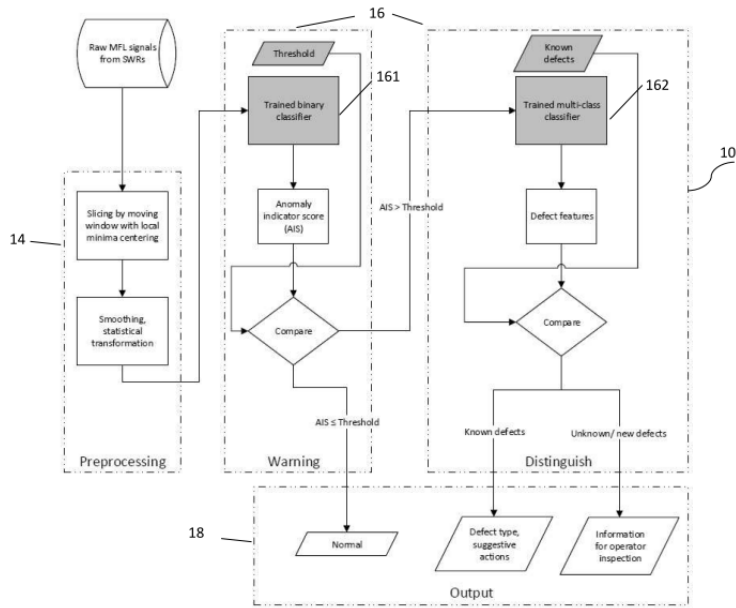 16
Raw MFL signals
from SWRs
Threshold
161
Trained binary
classifier
Known
defects
162
Trained multi-class
classifier
10
14
Slicing by moving
window with local
minima centering
Anomaly
indicator score
(AIS)
AIS > Threshold
Defect features
Smoothing,
statistical
transformation
Compare
Compare
AIS ≤ Threshold
Known defects
Unknown/ new defects
Preprocessing
Warning
Distinguish
18
Normal
Defect type,
suggestive
actions
Information
for operator
inspection
Output